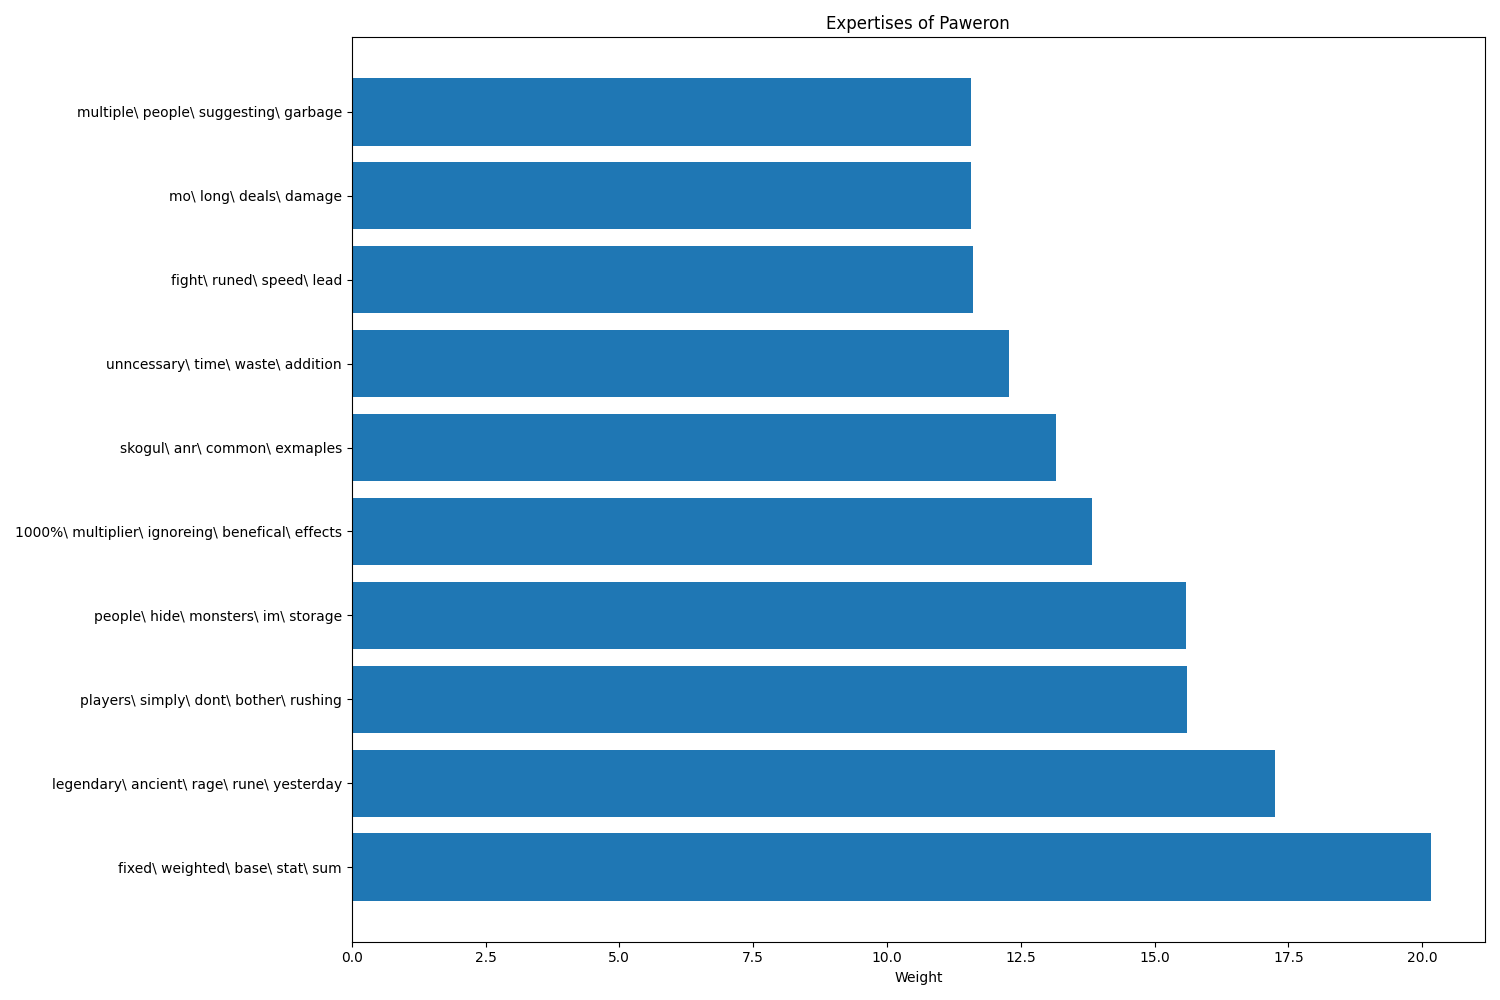 Expertises of Paweron
multiple\ people\ suggesting\ garbage
mo\ long\ deals\ damage
fight\ runed\ speed\ lead
unncessary\ time\ waste\ addition
skogul\ anr\ common\ exmaples
1000%\ multiplier\ ignoreing\ benefical\ effects
people\ hide\ monsters\ im\ storage
players\ simply\ dont\ bother\ rushing
legendary\ ancient\ rage\ rune\ yesterday
fixed\ weighted\ base\ stat\ sum
0.0 2.5 5.0 7.5 10.0 12.5 15.0 17.5 20.0
Weight